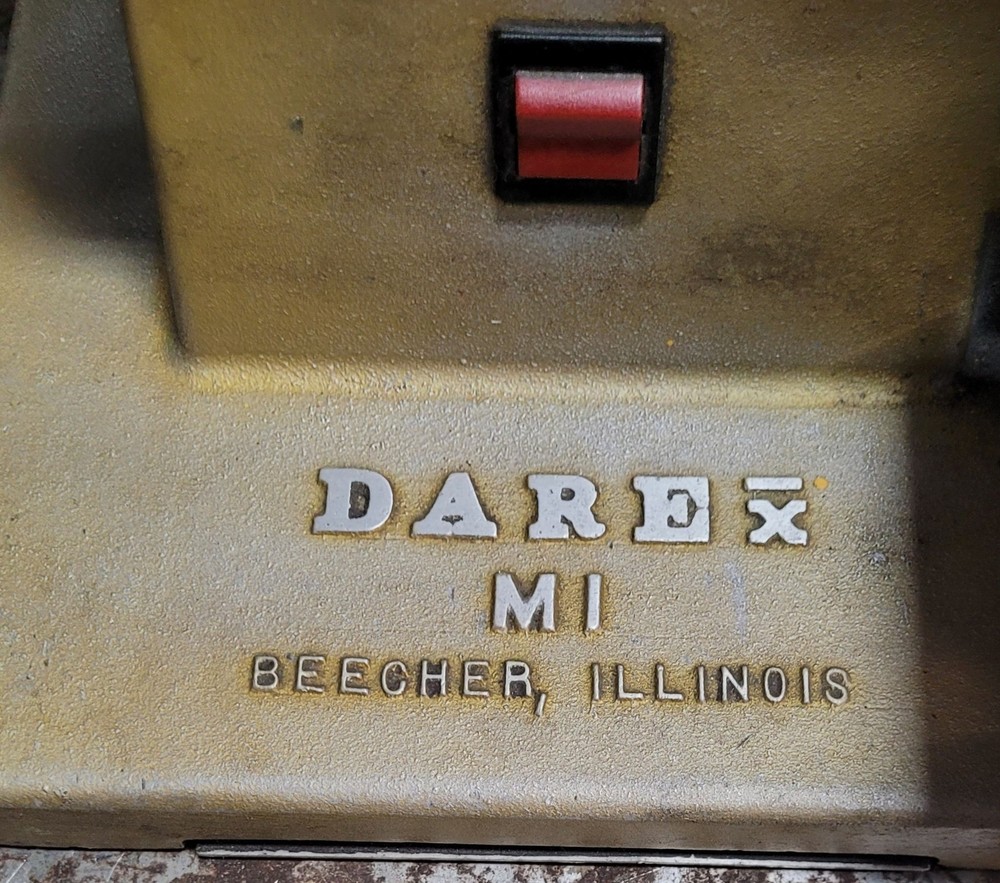 DAREx̄
M1
BEECHER, ILLINOIS